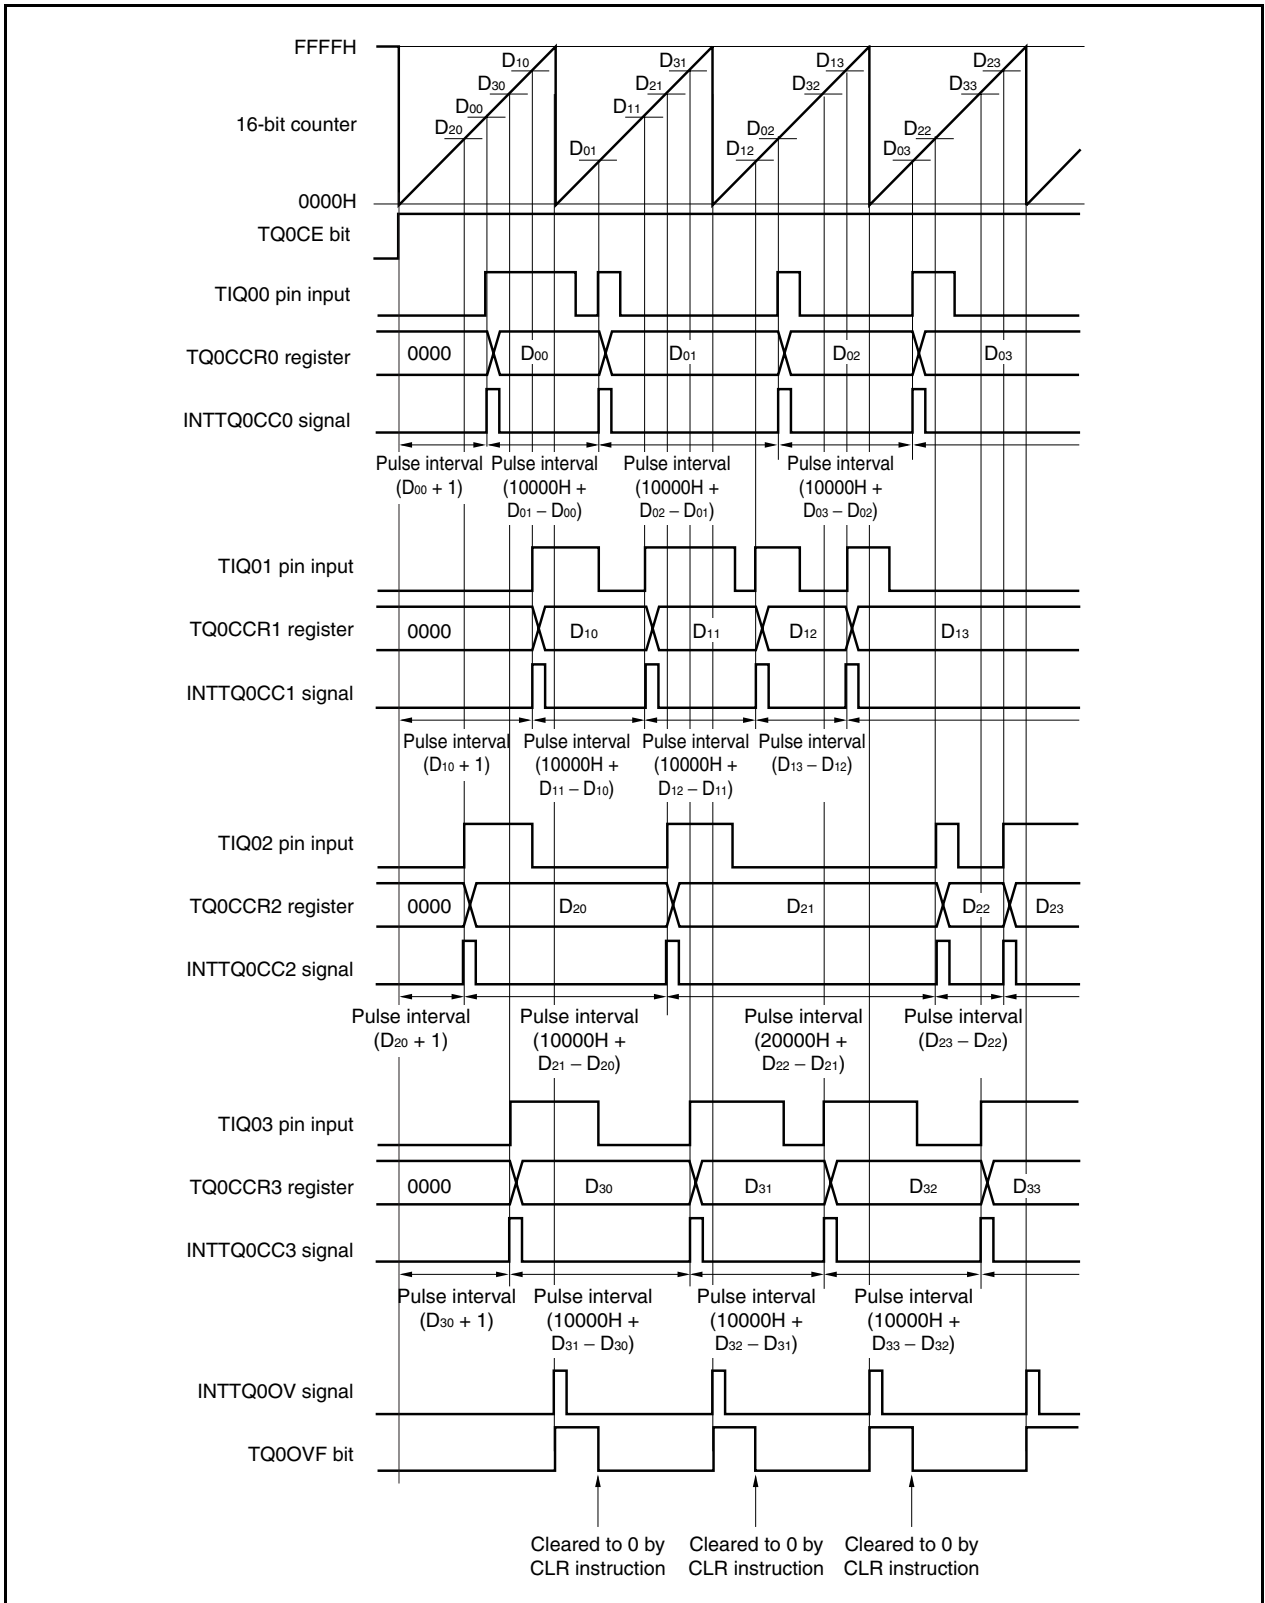 FFFFH
D10
D31
D13
D23
D30
D21
D32
D33
D00
D11
16-bit counter
D20
D02
D22
D01
D12
D03
0000H
TQ0CE bit
TIQ00 pin input
TQ0CCR0 register
0000
D00
D01
D02
D03
INTTQ0CC0 signal
Pulse interval
(D00 + 1)
Pulse interval
(10000H +
D01 – D00)
Pulse interval
(10000H +
D02 – D01)
Pulse interval
(10000H +
D03 – D02)
TIQ01 pin input
TQ0CCR1 register
0000
D10
D11
D12
D13
INTTQ0CC1 signal
Pulse interval
(D10 + 1)
Pulse interval
(10000H +
D11 – D10)
Pulse interval
(10000H +
D12 – D11)
Pulse interval
(D13 – D12)
TIQ02 pin input
TQ0CCR2 register
0000
D20
D21
D22
D23
INTTQ0CC2 signal
Pulse interval
(D20 + 1)
Pulse interval
(10000H +
D21 – D20)
Pulse interval
(20000H +
D22 – D21)
Pulse interval
(D23 – D22)
TIQ03 pin input
TQ0CCR3 register
0000
D30
D31
D32
D33
INTTQ0CC3 signal
Pulse interval
(D30 + 1)
Pulse interval
(10000H +
D31 – D30)
Pulse interval
(10000H +
D32 – D31)
Pulse interval
(10000H +
D33 – D32)
INTTQ0OV signal
TQ0OVF bit
Cleared to 0 by
CLR instruction
Cleared to 0 by
CLR instruction
Cleared to 0 by
CLR instruction